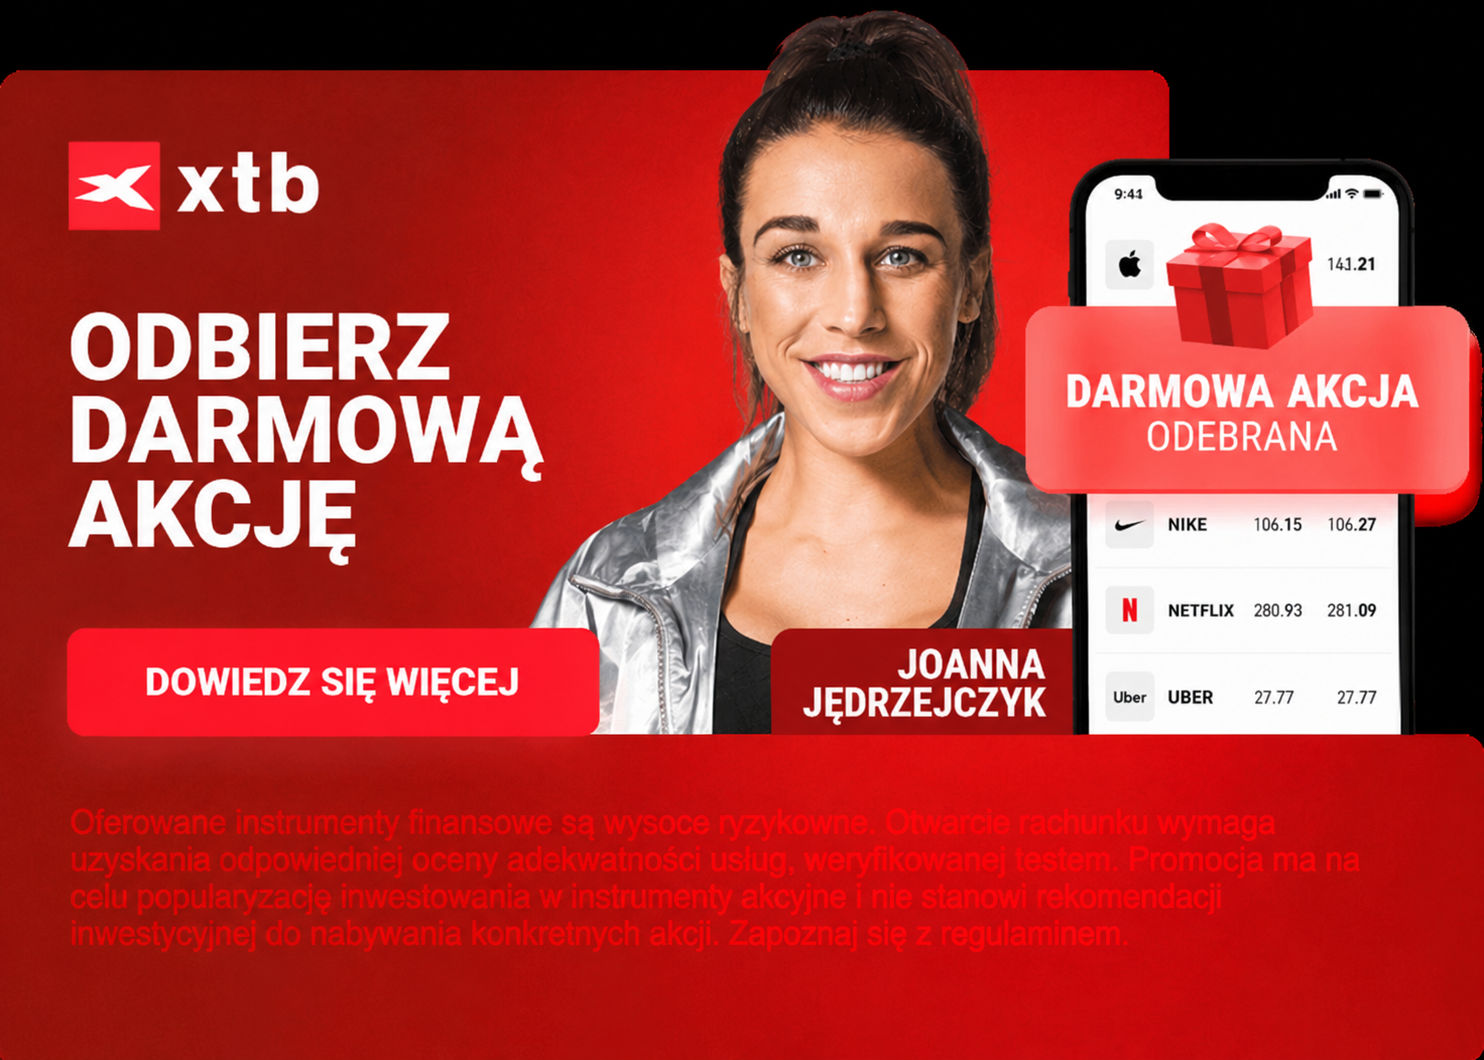 xtb
ODBIERZ
DARMOWĄ
AKCJĘ
DOWIEDZ SIĘ WIĘCEJ
JOANNA
JĘDRZEJCZYK
9:41
141.21
DARMOWA AKCJA
ODEBRANA
NIKE 106.15 106.27
N NETFLIX 280.93 281.09
Uber UBER 27.77 27.77
Oferowane instrumenty finansowe są wysoce ryzykowne. Otwarcie rachunku wymaga
uzyskania odpowiedniej oceny adekwatności usług, weryfikowanej testem. Promocja ma na
celu popularyzację inwestowania w instrumenty akcyjne i nie stanowi rekomendacji
inwestycyjnej do nabywania konkretnych akcji. Zapoznaj się z regulaminem.